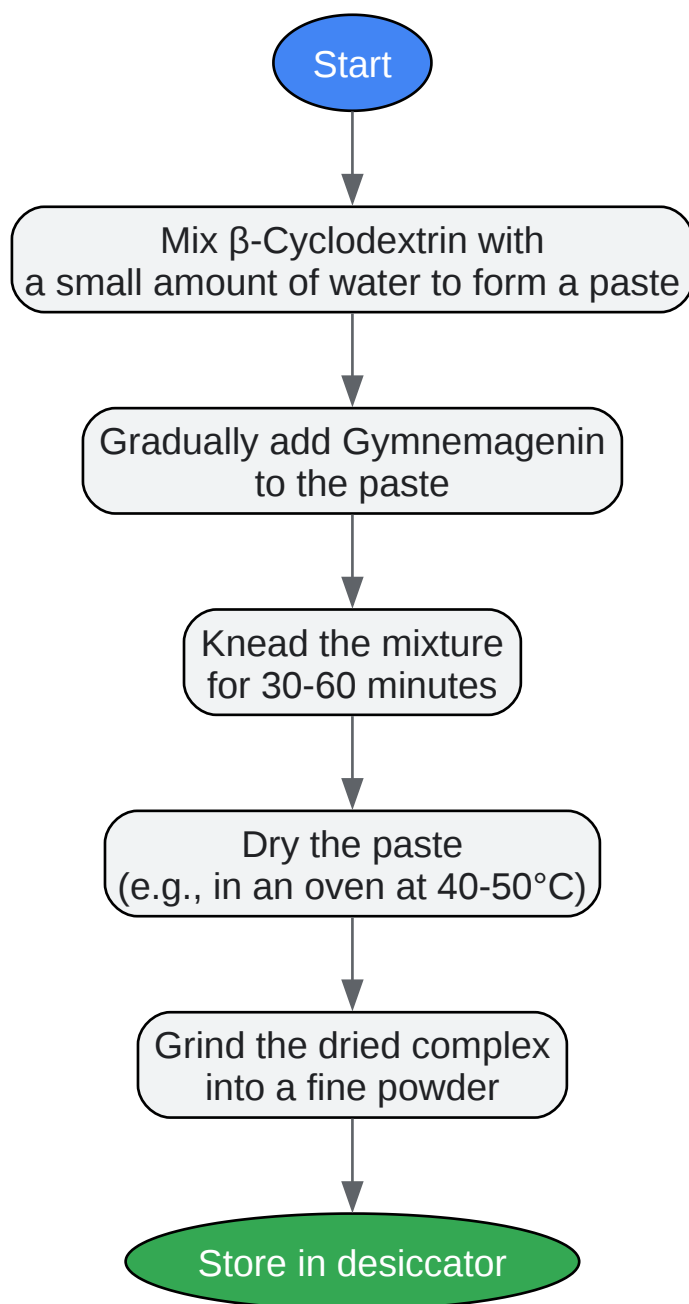 Start
Mix β-Cyclodextrin with
a small amount of water to form a paste
Gradually add Gymnemagenin
to the paste
Knead the mixture
for 30-60 minutes
Dry the paste
(e.g., in an oven at 40-50°C)
Grind the dried complex
into a fine powder
Store in desiccator